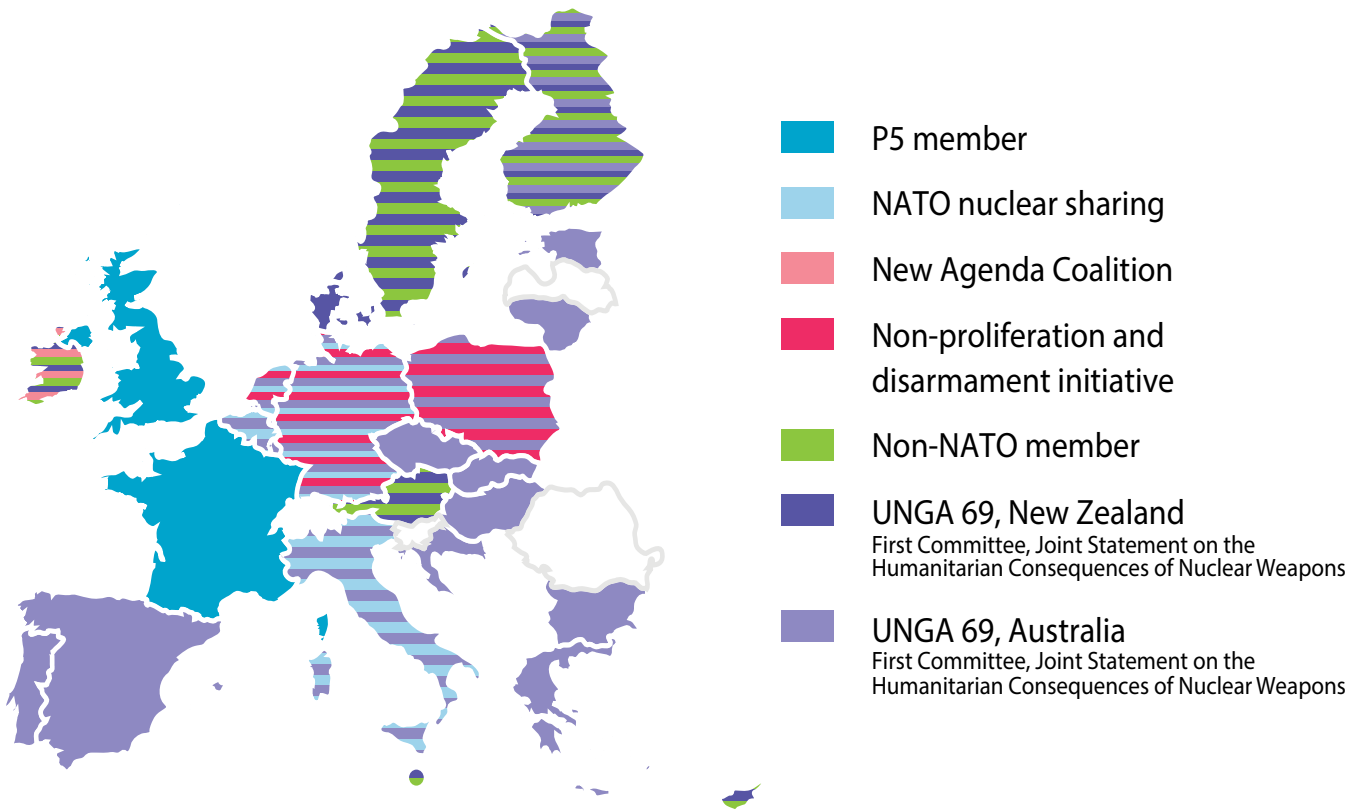 P5 member
NATO nuclear sharing
New Agenda Coalition
Non-proliferation and
disarmament initiative
Non-NATO member
UNGA 69, New Zealand
First Committee, Joint Statement on the
Humanitarian Consequences of Nuclear Weapons
UNGA 69, Australia
First Committee, Joint Statement on the
Humanitarian Consequences of Nuclear Weapons